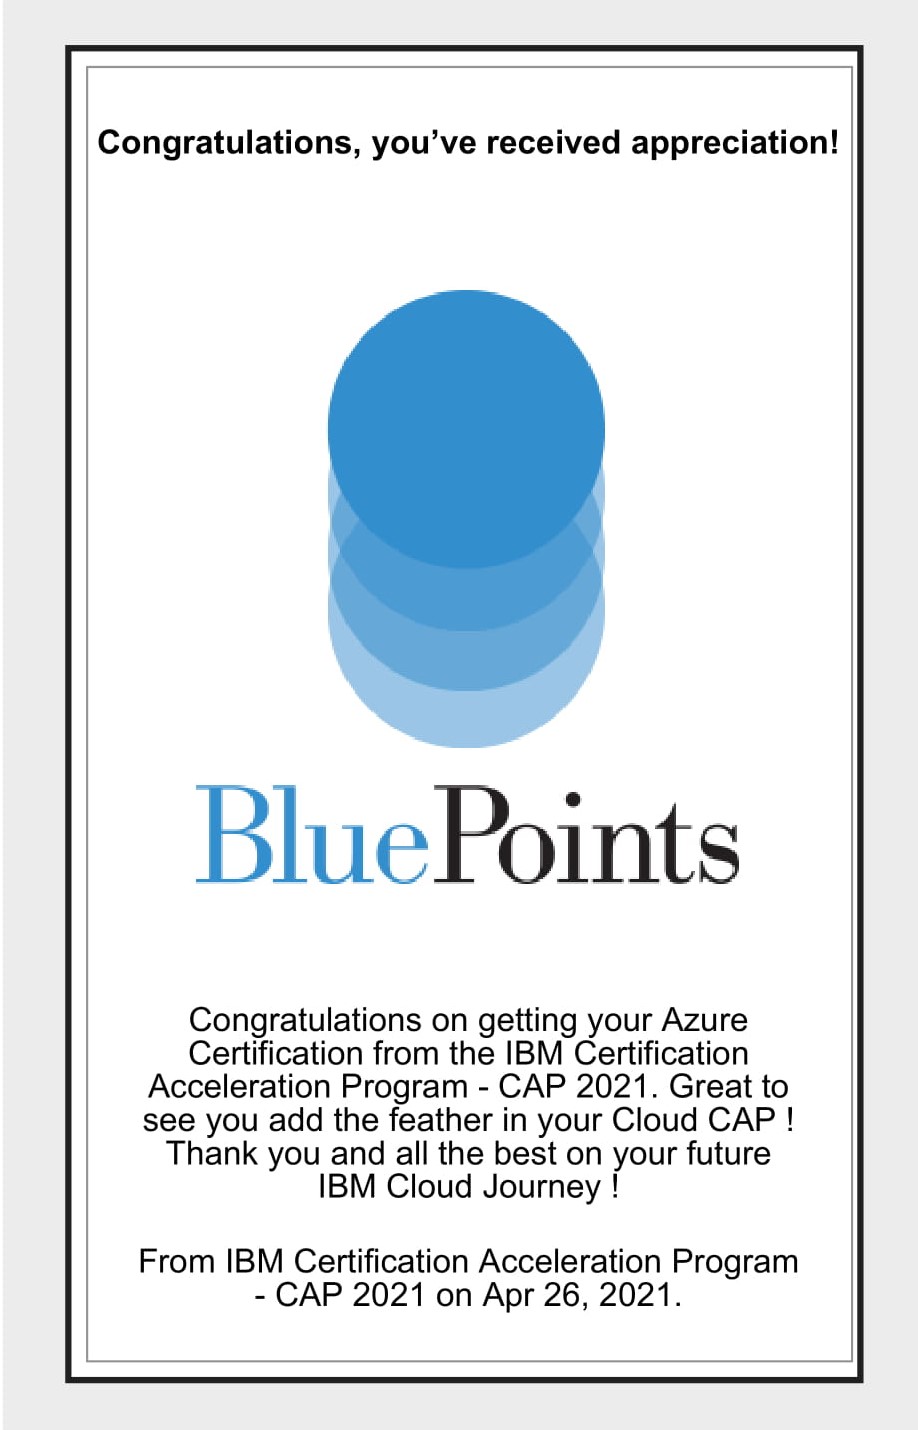 Congratulations, you’ve received appreciation!
BluePoints
Congratulations on getting your Azure
Certification from the IBM Certification
Acceleration Program - CAP 2021. Great to
see you add the feather in your Cloud CAP !
Thank you and all the best on your future
IBM Cloud Journey !
From IBM Certification Acceleration Program
- CAP 2021 on Apr 26, 2021.